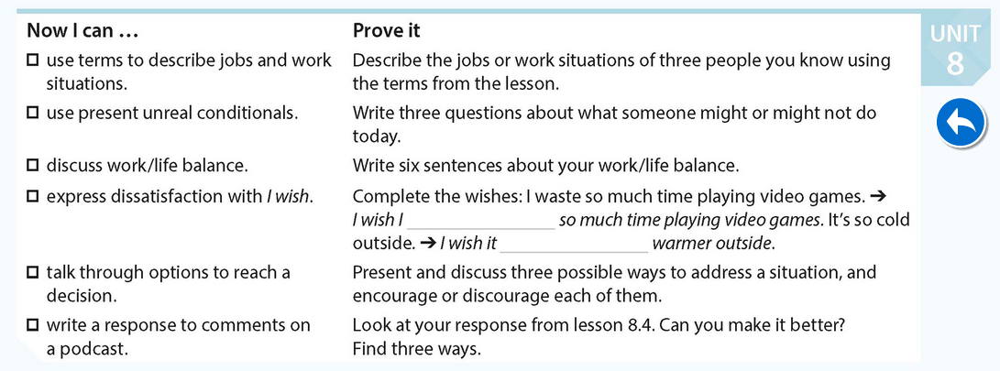 Now I can …
Prove it
☐ use terms to describe jobs and work
situations.
Describe the jobs or work situations of three people you know using
the terms from the lesson.
☐ use present unreal conditionals.
Write three questions about what someone might or might not do
today.
☐ discuss work/life balance.
Write six sentences about your work/life balance.
☐ express dissatisfaction with I wish.
Complete the wishes: I waste so much time playing video games. ➔
I wish I ________________ so much time playing video games. It’s so cold
outside. ➔ I wish it ________________ warmer outside.
☐ talk through options to reach a
decision.
Present and discuss three possible ways to address a situation, and
encourage or discourage each of them.
☐ write a response to comments on
a podcast.
Look at your response from lesson 8.4. Can you make it better?
Find three ways.
UNIT
8